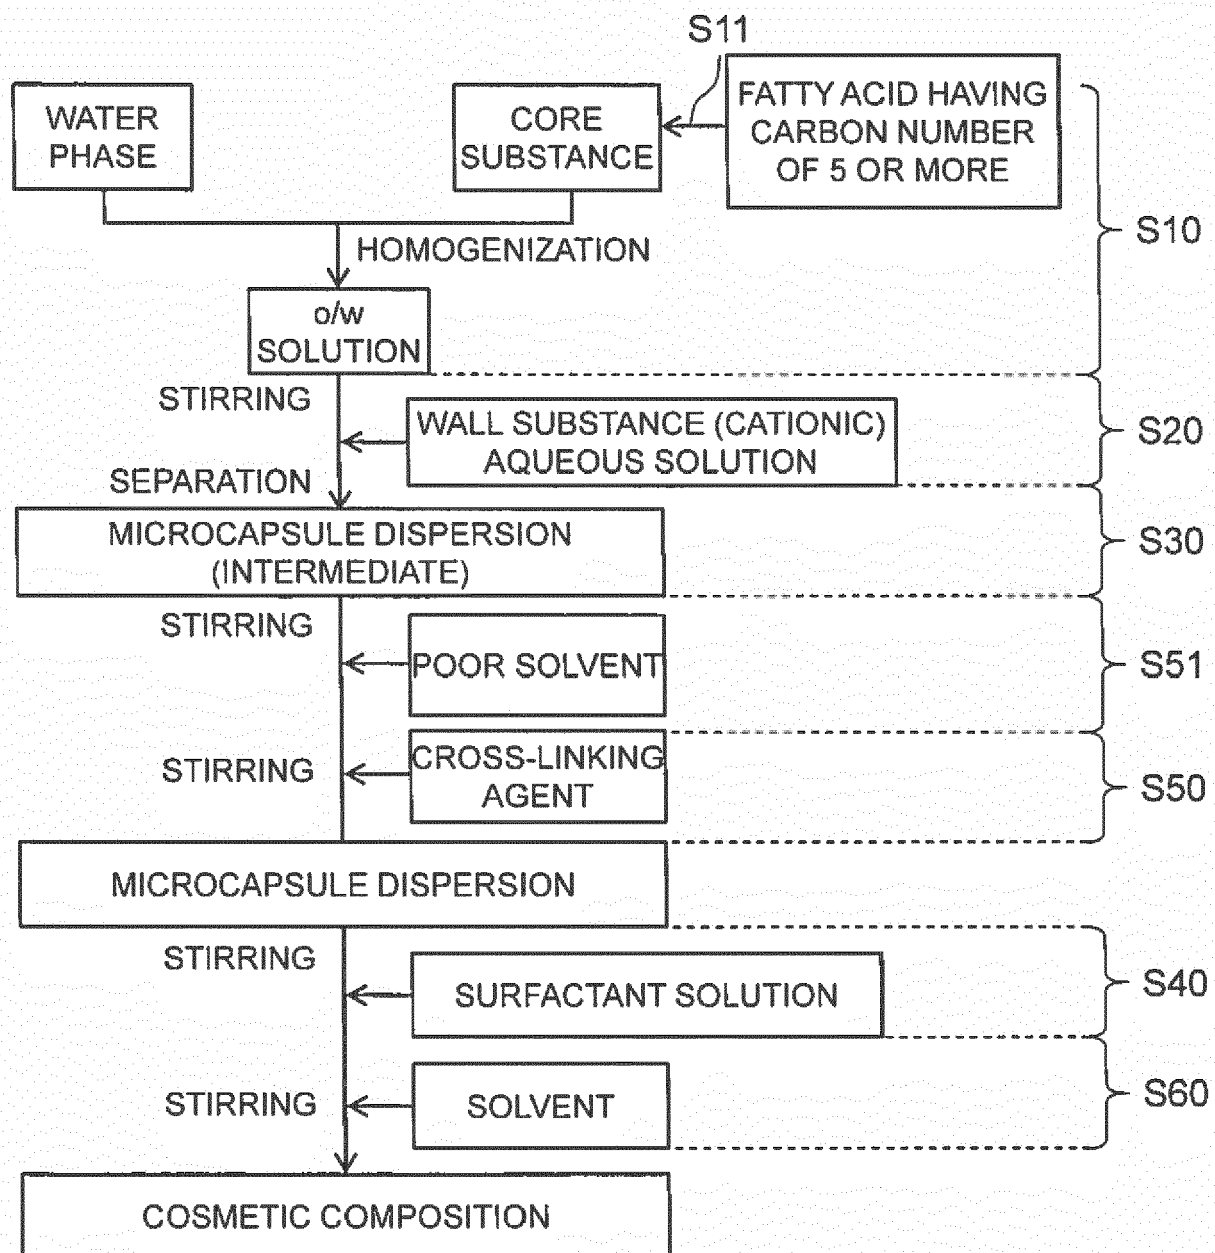 S11
WATER
PHASE
CORE
SUBSTANCE
FATTY ACID HAVING
CARBON NUMBER
OF 5 OR MORE
S10
HOMOGENIZATION
o/w
SOLUTION
STIRRING
WALL SUBSTANCE (CATIONIC)
AQUEOUS SOLUTION
S20
SEPARATION
MICROCAPSULE DISPERSION
(INTERMEDIATE)
S30
STIRRING
POOR SOLVENT
S51
STIRRING
CROSS-LINKING
AGENT
S50
MICROCAPSULE DISPERSION
STIRRING
SURFACTANT SOLUTION
S40
STIRRING
SOLVENT
S60
COSMETIC COMPOSITION